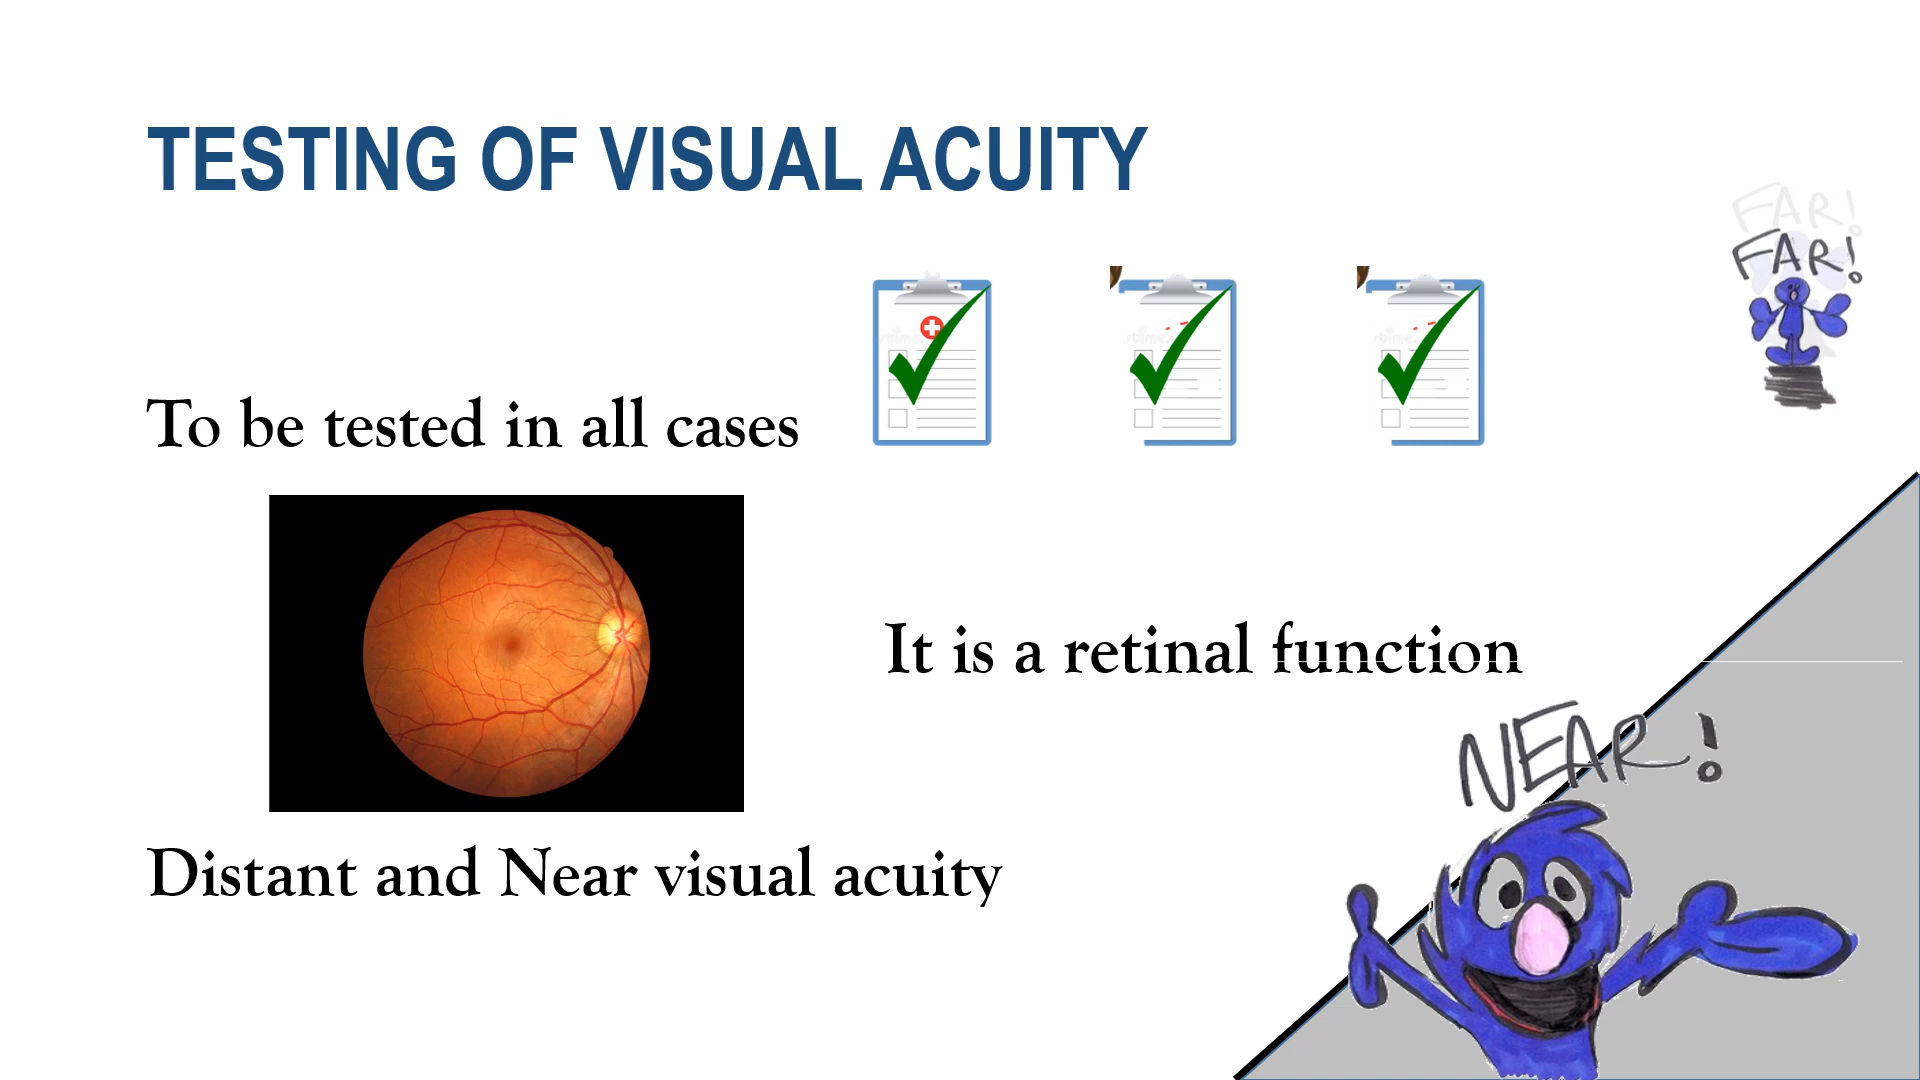 TESTING OF VISUAL ACUITY
FAR!
FAR!
To be tested in all cases
It is a retinal function
NEAR!
Distant and Near visual acuity